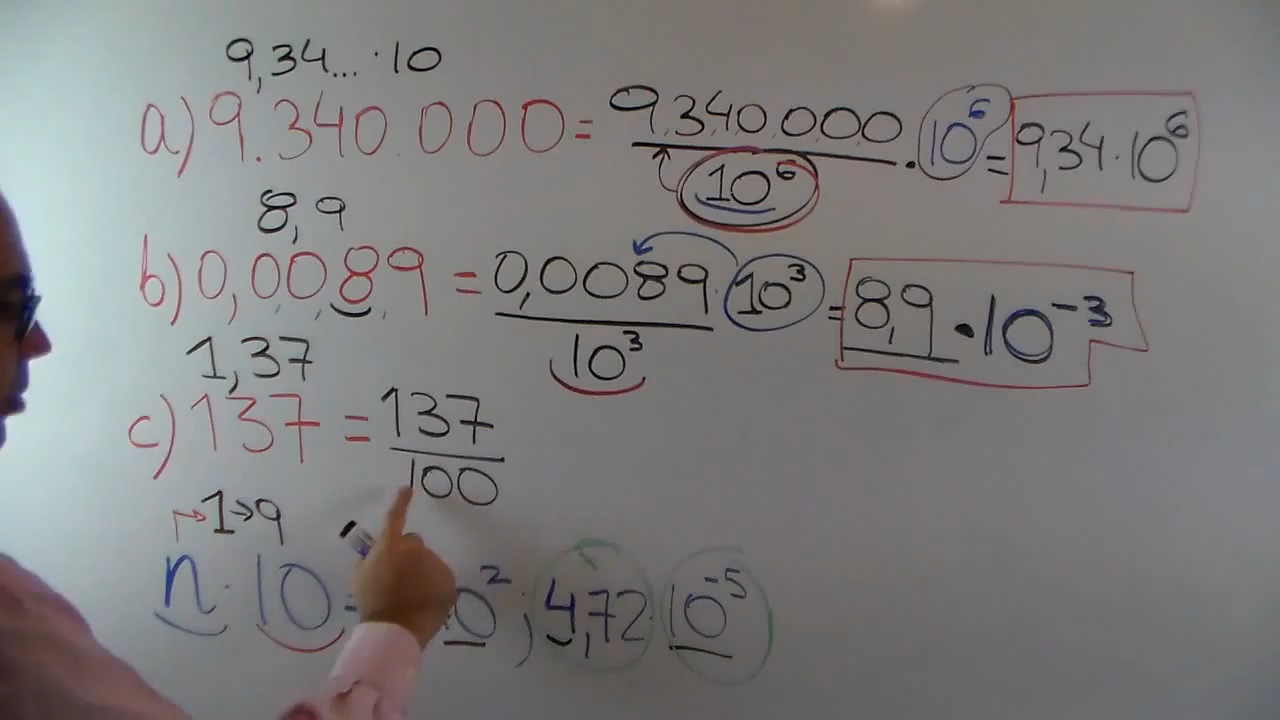 9,34... · 10
a) 9.340.000 = 9.340.000 / 10⁶ · 10⁶ = 9,34 · 10⁶
8,9
b) 0,0089 = 0,0089 / 10³ 10³ = 8,9 · 10⁻³
1,37
c) 137 = 137 / 100
→ 1 → 9
n · 10 = 0² ; 4,72 10⁻⁵